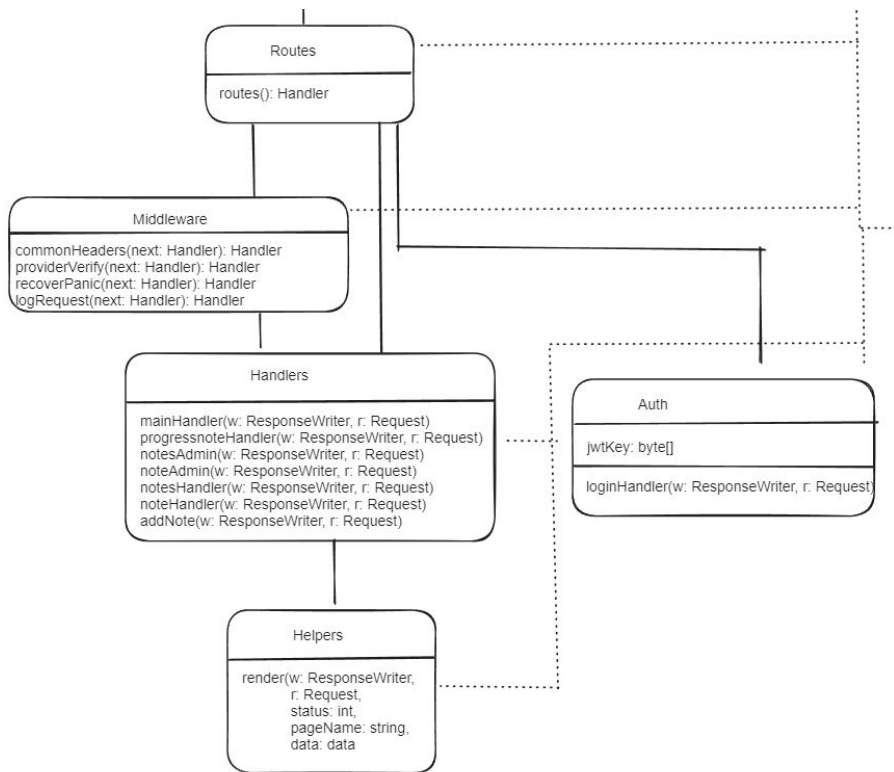 Routes
routes(): Handler
Middleware
commonHeaders(next: Handler): Handler
providerVerify(next: Handler): Handler
recoverPanic(next: Handler): Handler
logRequest(next: Handler): Handler
Handlers
mainHandler(w: ResponseWriter, r: Request)
progressnoteHandler(w: ResponseWriter, r: Request)
notesAdmin(w: ResponseWriter, r: Request)
noteAdmin(w: ResponseWriter, r: Request)
notesHandler(w: ResponseWriter, r: Request)
noteHandler(w: ResponseWriter, r: Request)
addNote(w: ResponseWriter, r: Request)
Auth
jwtKey: byte[]
loginHandler(w: ResponseWriter, r: Request)
Helpers
render(w: ResponseWriter,
r: Request,
status: int,
pageName: string,
data: data